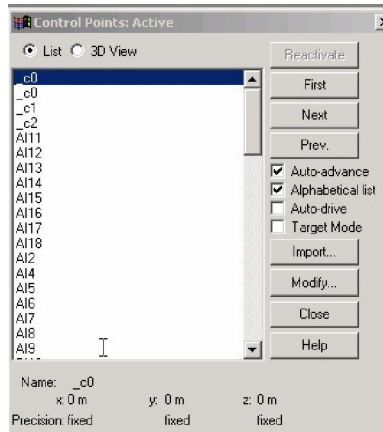 Control Points: Active
List 3D View
Reactivate
_c0
_c0
_c1
_c2
AI11
AI12
AI13
AI14
AI15
AI16
AI17
AI18
AI2
AI4
AI5
AI6
AI7
AI8
AI9
First
Next
Prev.
Auto-advance
Alphabetical list
Auto-drive
Target Mode
Import...
Modify...
Close
Help
Name: _c0
x: 0 m y: 0 m z: 0 m
Precision: fixed fixed fixed